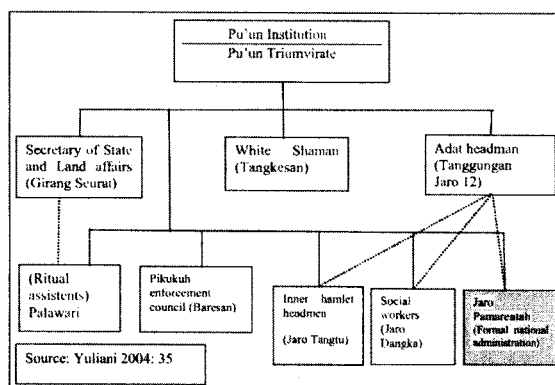 Pu'un Institution
Pu'un Triumvirate
Secretary of State
and Land affairs
(Girang Seurat)
White Shaman
(Tangkesan)
Adat headman
(Tanggungan
Jaro 12)
(Ritual
assistents)
Palawari
Pikukuh
enforcement
council (Baresan)
Inner hamlet
headmen
(Jaro Tangtu)
Social
workers (Jaro
Dangka)
Jaro
Pamarentah
(Formal national
administration)
Source: Yuliani 2004: 35